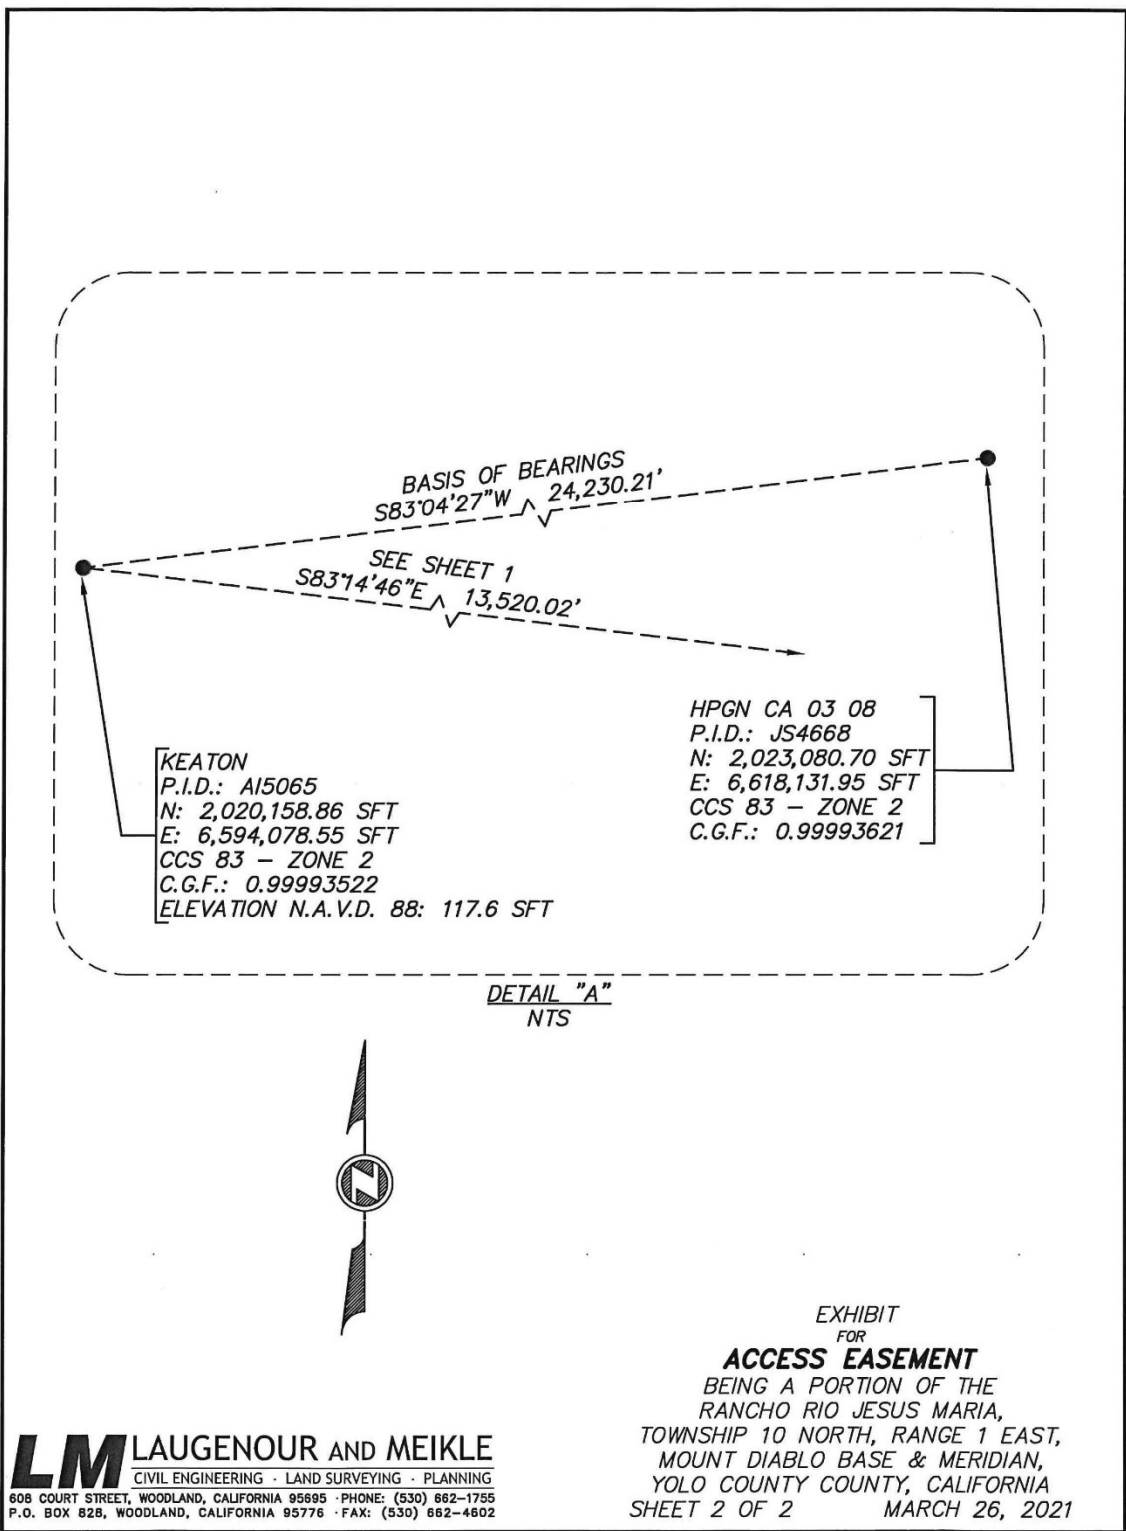 BASIS OF BEARINGS
S83°04'27"W 24,230.21'
SEE SHEET 1
S83°14'46"E 13,520.02'
HPGN CA 03 08
P.I.D.: JS4668
N: 2,023,080.70 SFT
E: 6,618,131.95 SFT
CCS 83 – ZONE 2
C.G.F.: 0.99993621
KEATON
P.I.D.: AI5065
N: 2,020,158.86 SFT
E: 6,594,078.55 SFT
CCS 83 – ZONE 2
C.G.F.: 0.99993522
ELEVATION N.A.V.D. 88: 117.6 SFT
DETAIL "A"
NTS
N
EXHIBIT
FOR
ACCESS EASEMENT
BEING A PORTION OF THE
RANCHO RIO JESUS MARIA,
TOWNSHIP 10 NORTH, RANGE 1 EAST,
MOUNT DIABLO BASE & MERIDIAN,
YOLO COUNTY COUNTY, CALIFORNIA
SHEET 2 OF 2 MARCH 26, 2021
LM LAUGENOUR AND MEIKLE
CIVIL ENGINEERING · LAND SURVEYING · PLANNING
608 COURT STREET, WOODLAND, CALIFORNIA 95695 · PHONE: (530) 662–1755
P.O. BOX 828, WOODLAND, CALIFORNIA 95776 · FAX: (530) 662–4602